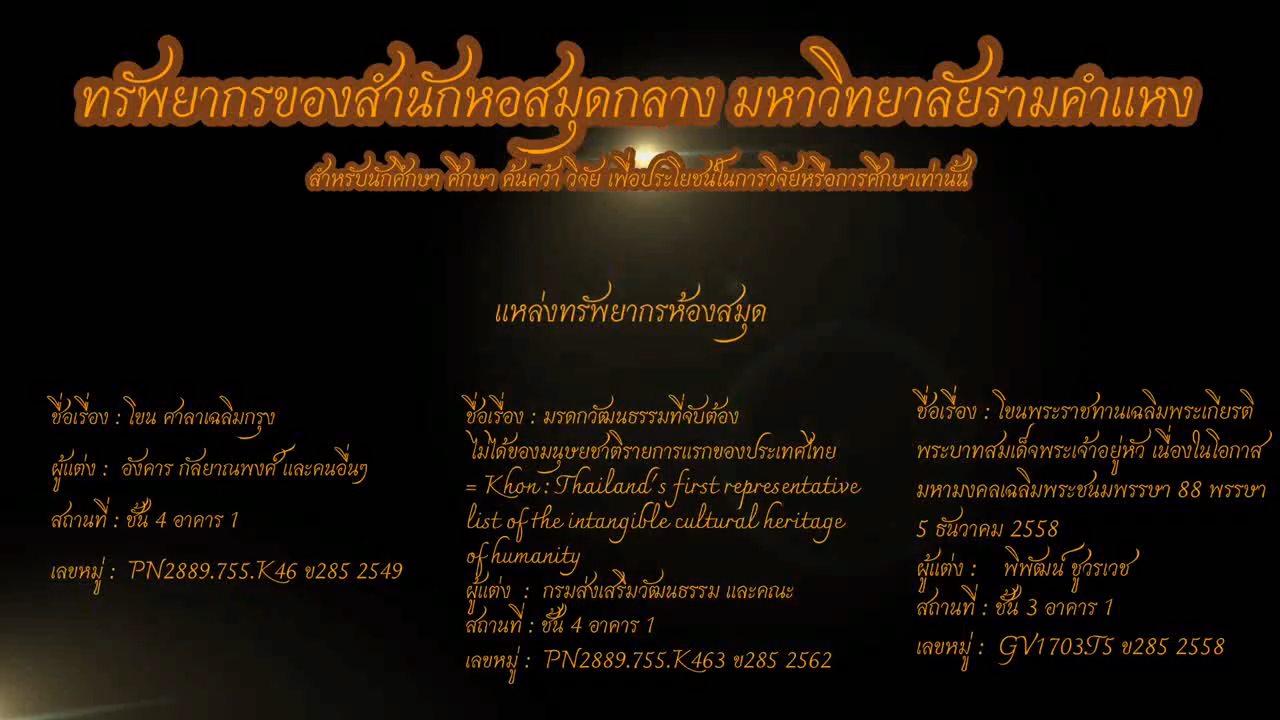 ทรัพยากรของสำนักหอสมุดกลาง มหาวิทยาลัยรามคำแหง
สำหรับนักศึกษา ศึกษา ค้นคว้า วิจัย เพื่อประโยชน์ในการวิจัยหรือการศึกษาเท่านั้น
แหล่งทรัพยากรห้องสมุด
ชื่อเรื่อง : โขน ศาลาเฉลิมกรุง
ผู้แต่ง : อังคาร กัลยาณพงศ์ และคนอื่นๆ
สถานที่ : ชั้น 4 อาคาร 1
เลขหมู่ : PN2889.755.K46 ข285 2549
ชื่อเรื่อง : มรดกวัฒนธรรมที่จับต้อง
ไม่ได้ของมนุษยชาติรายการแรกของประเทศไทย
= Khon : Thailand's first representative
list of the intangible cultural heritage
of humanity
ผู้แต่ง : กรมส่งเสริมวัฒนธรรม และคณะ
สถานที่ : ชั้น 4 อาคาร 1
เลขหมู่ : PN2889.755.K463 ข285 2562
ชื่อเรื่อง : โขนพระราชทานเฉลิมพระเกียรติ
พระบาทสมเด็จพระเจ้าอยู่หัว เนื่องในโอกาส
มหามงคลเฉลิมพระชนมพรรษา 88 พรรษา
5 ธันวาคม 2558
ผู้แต่ง : พิพัฒน์ ชูวรเวช
สถานที่ : ชั้น 3 อาคาร 1
เลขหมู่ : GV1703T5 ข285 2558